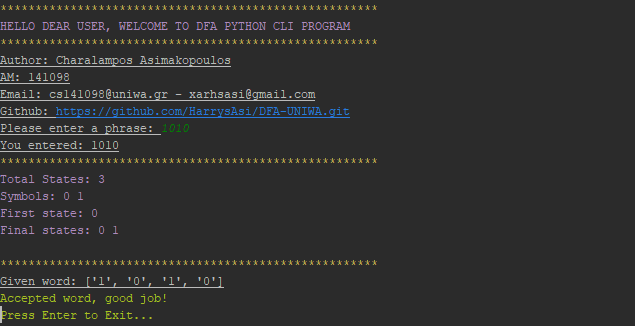 ******************************************************
HELLO DEAR USER, WELCOME TO DFA PYTHON CLI PROGRAM
******************************************************
Author: Charalampos Asimakopoulos
AM: 141098
Email: cs141098@uniwa.gr - xarhsasi@gmail.com
Github: https://github.com/HarrysAsi/DFA-UNIWA.git
Please enter a phrase: 1010
You entered: 1010
******************************************************
Total States: 3
Symbols: 0 1
First state: 0
Final states: 0 1
******************************************************
Given word: ['1', '0', '1', '0']
Accepted word, good job!
Press Enter to Exit...